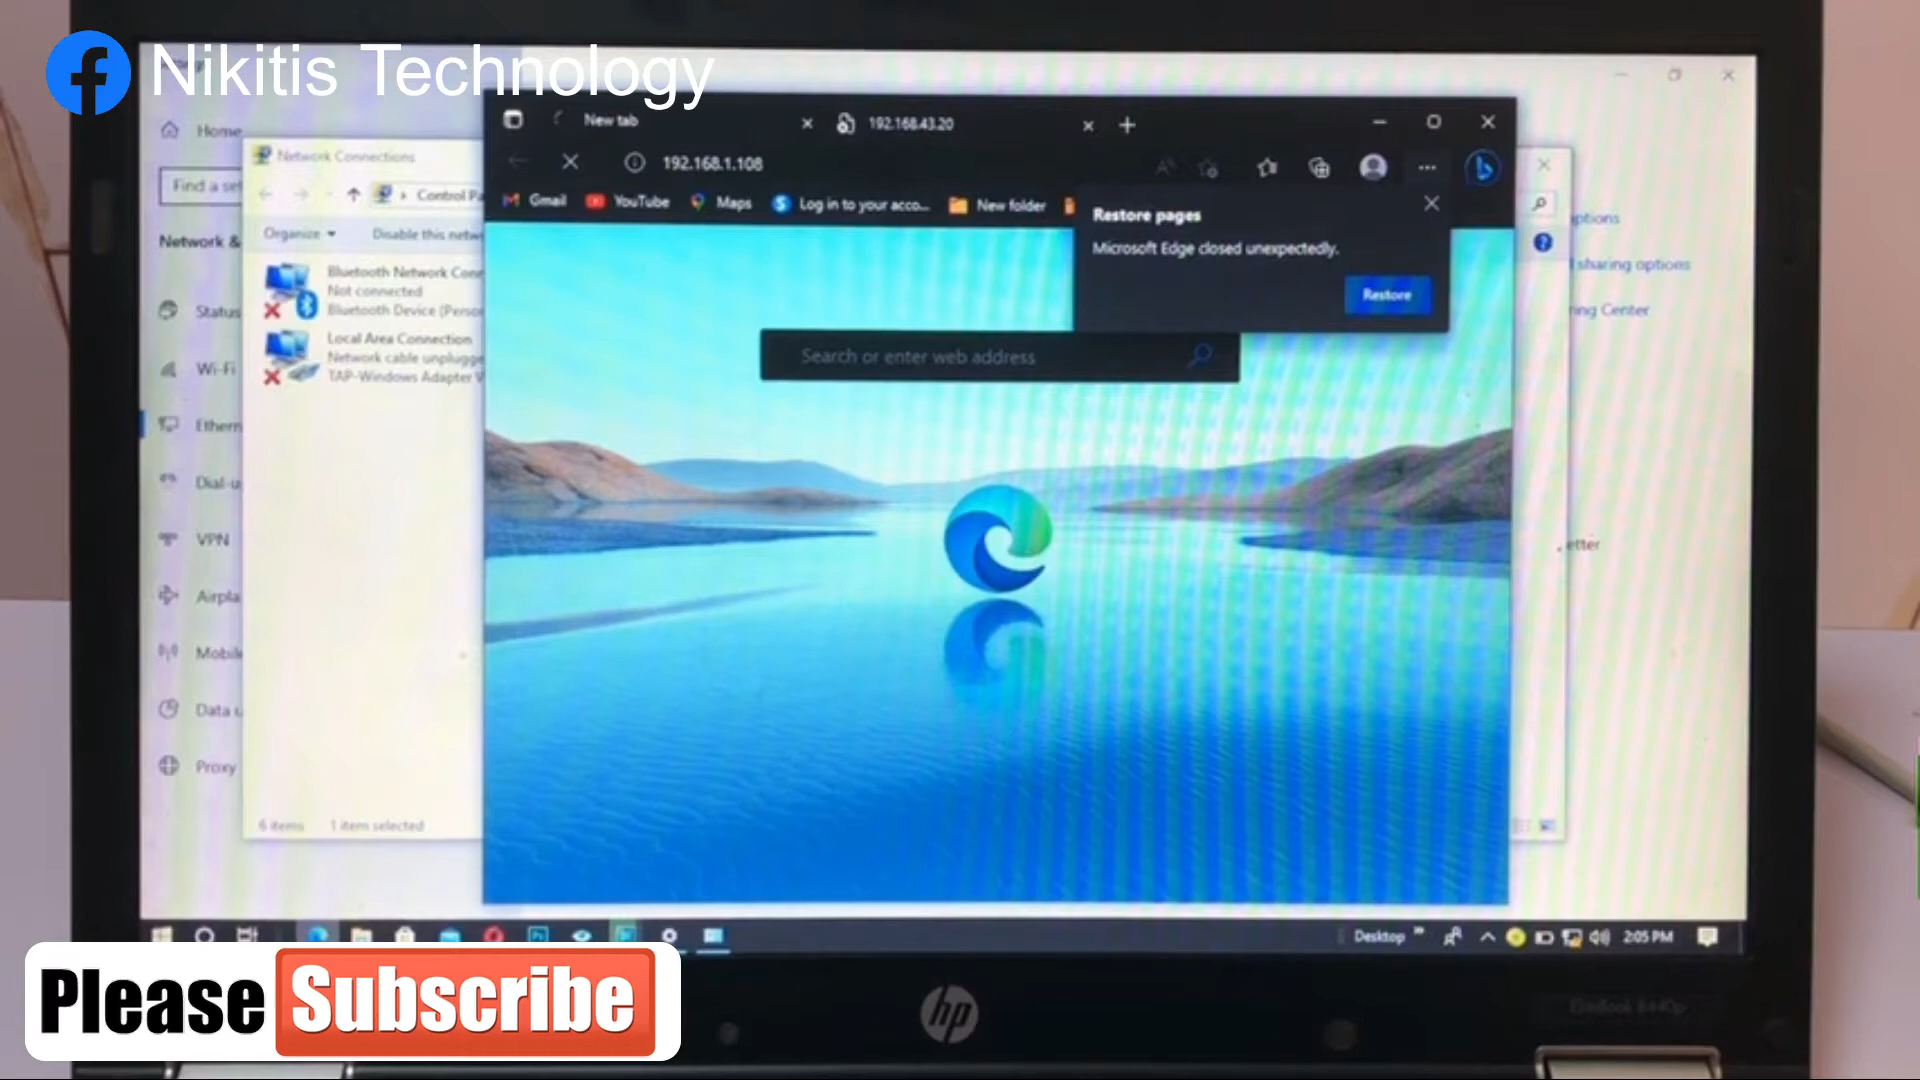 Nikitis Technology
Home
Find a set
Network &
Status
Wi-Fi
Ethern
Dial-u
VPN
Airpla
Mobile
Data u
Proxy
Network Connections
Control Pa
Organize
Disable this netw
Bluetooth Network Conn
Not connected
Bluetooth Device (Person
Local Area Connection
Network cable unplugge
TAP-Windows Adapter V
6 items 1 item selected
New tab
192.168.43.20
192.168.1.108
Gmail
YouTube
Maps
Log in to your acco...
New folder
Restore pages
Microsoft Edge closed unexpectedly.
Restore
Search or enter web address
ptions
sharing options
ring Center
etter
Desktop
2:05 PM
Please Subscribe
hp